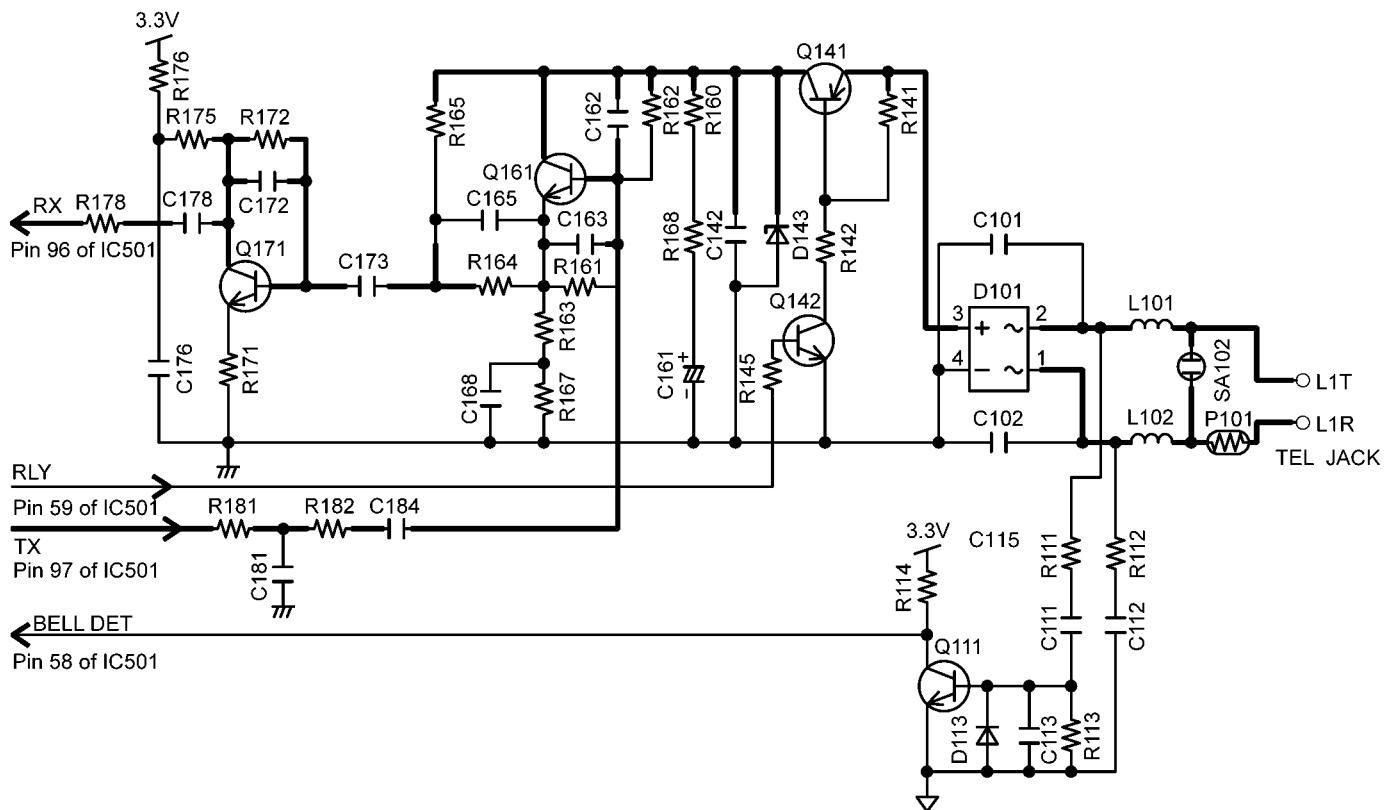 3.3V
Q141
R176
R175
R172
R165
C162
R162
R160
R141
Q161
RX
R178
C178
C172
C165
C163
R168
C142
D143
R142
C101
Pin 96 of IC501
Q171
C173
R164
R161
Q142
D101
L101
3
+
~
2
R163
4
−
~
1
SA102
L1T
C176
R171
C168
R167
C161
+
-
R145
C102
L102
P101
L1R
TEL JACK
RLY
Pin 59 of IC501
R181
R182
C184
TX
Pin 97 of IC501
C181
3.3V
C115
R111
R112
R114
BELL DET
C111
C112
Pin 58 of IC501
Q111
D113
C113
R113